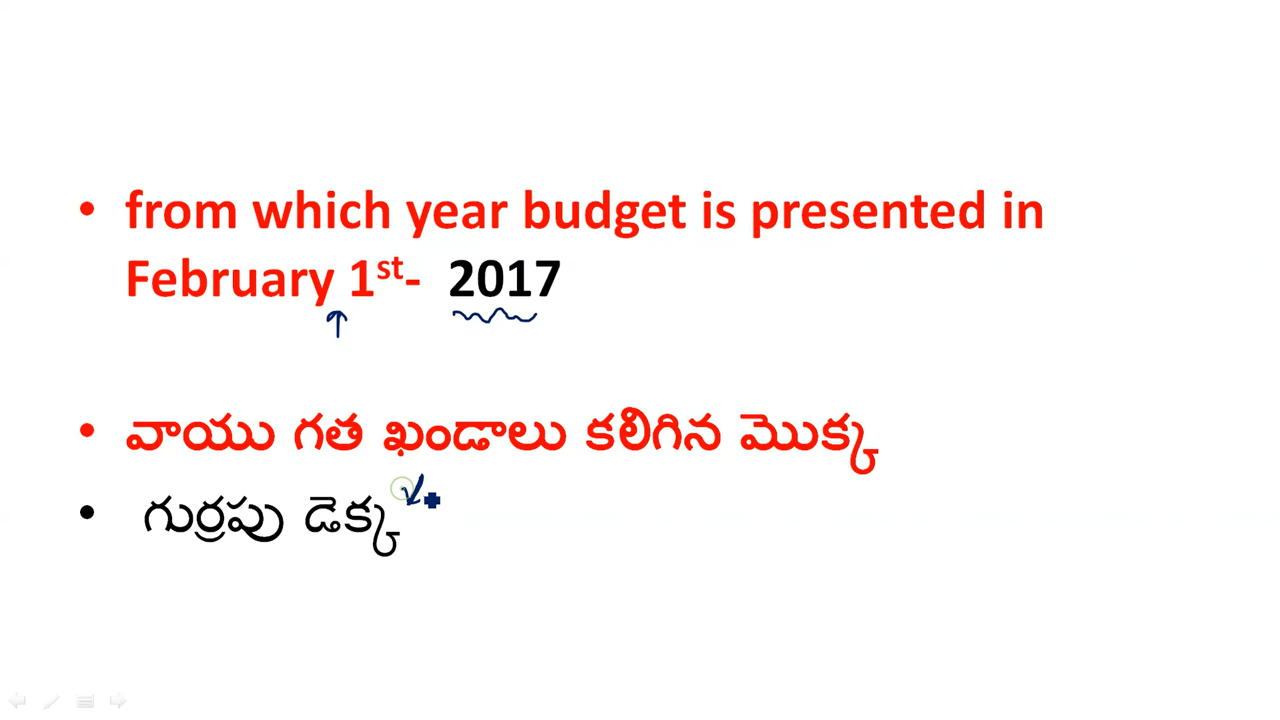 • from which year budget is presented in
February 1st- 2017
• వాయు గత ఖండాలు కలిగిన మొక్క
• గుర్రపు డెక్క